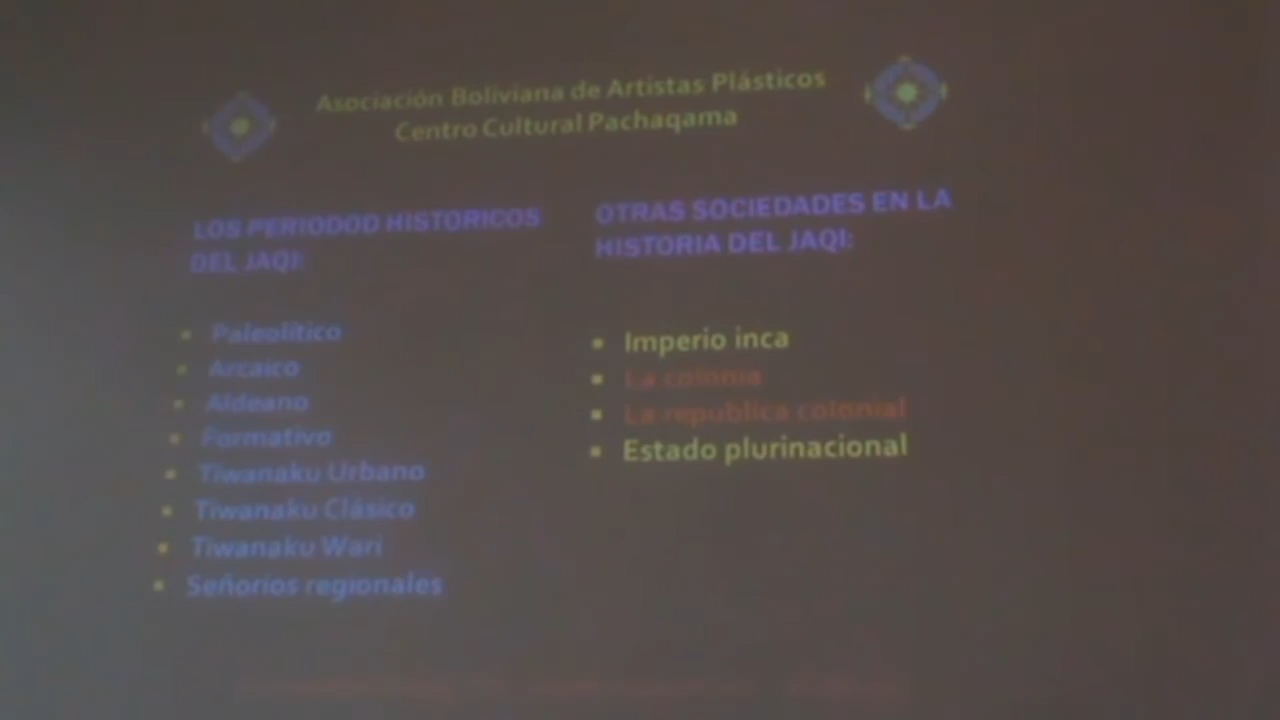 Asociación Boliviana de Artistas Plásticos
Centro Cultural Pachaqama
LOS PERIODOD HISTORICOS
DEL JAQI:
Paleolítico
Arcaico
Aldeano
Formativo
Tiwanaku Urbano
Tiwanaku Clásico
Tiwanaku Wari
Señorios regionales
OTRAS SOCIEDADES EN LA
HISTORIA DEL JAQI:
Imperio inca
La colonia
La republica colonial
Estado plurinacional